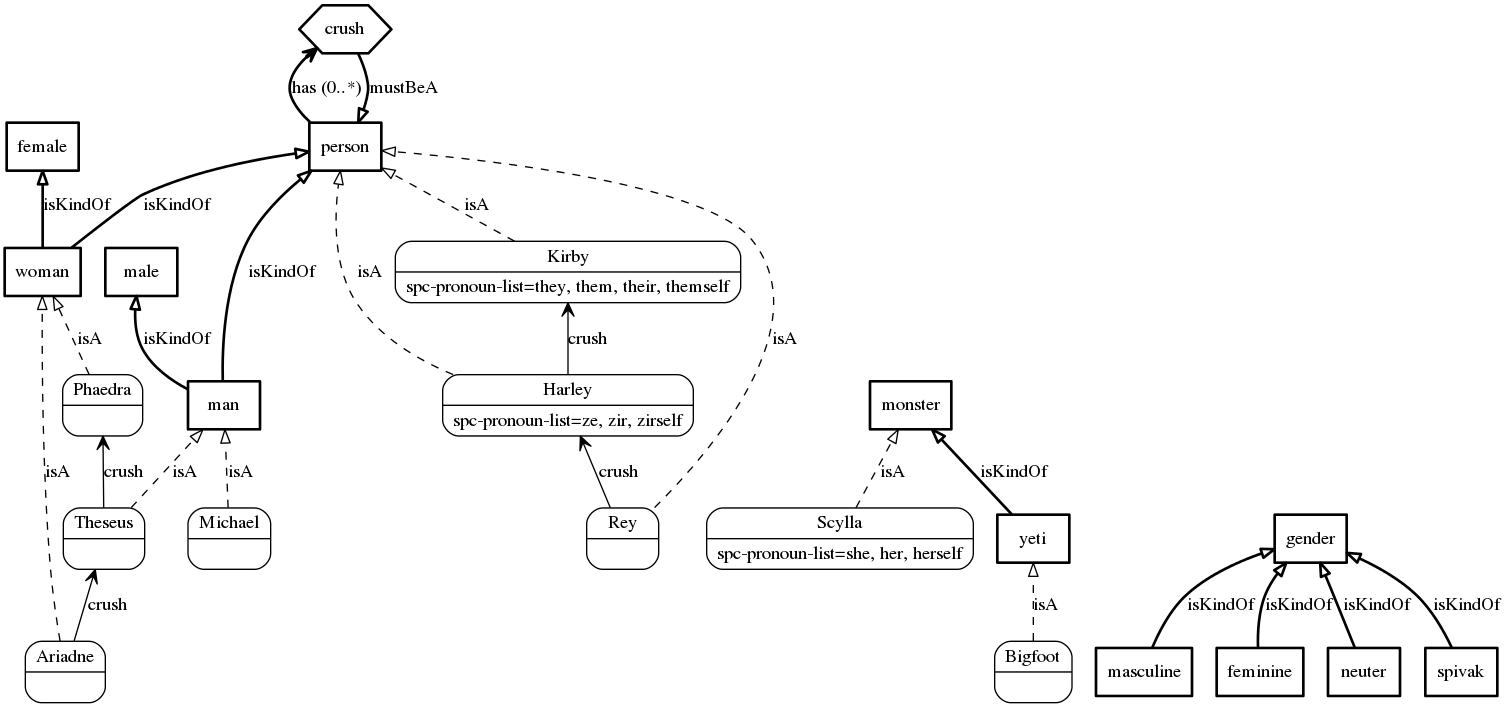 crush
has (0..*)
mustBeA
female
person
isKindOf
isKindOf
isA
woman
male
isKindOf
isA
Kirby
spc-pronoun-list=they, them, their, themself
isKindOf
isA
crush
isA
Phaedra
man
Harley
spc-pronoun-list=ze, zir, zirself
monster
isA
crush
isA
isA
crush
isA
isKindOf
Theseus
Michael
Rey
Scylla
spc-pronoun-list=she, her, herself
yeti
gender
crush
isA
isKindOf
isKindOf
isKindOf
isKindOf
Ariadne
Bigfoot
masculine
feminine
neuter
spivak